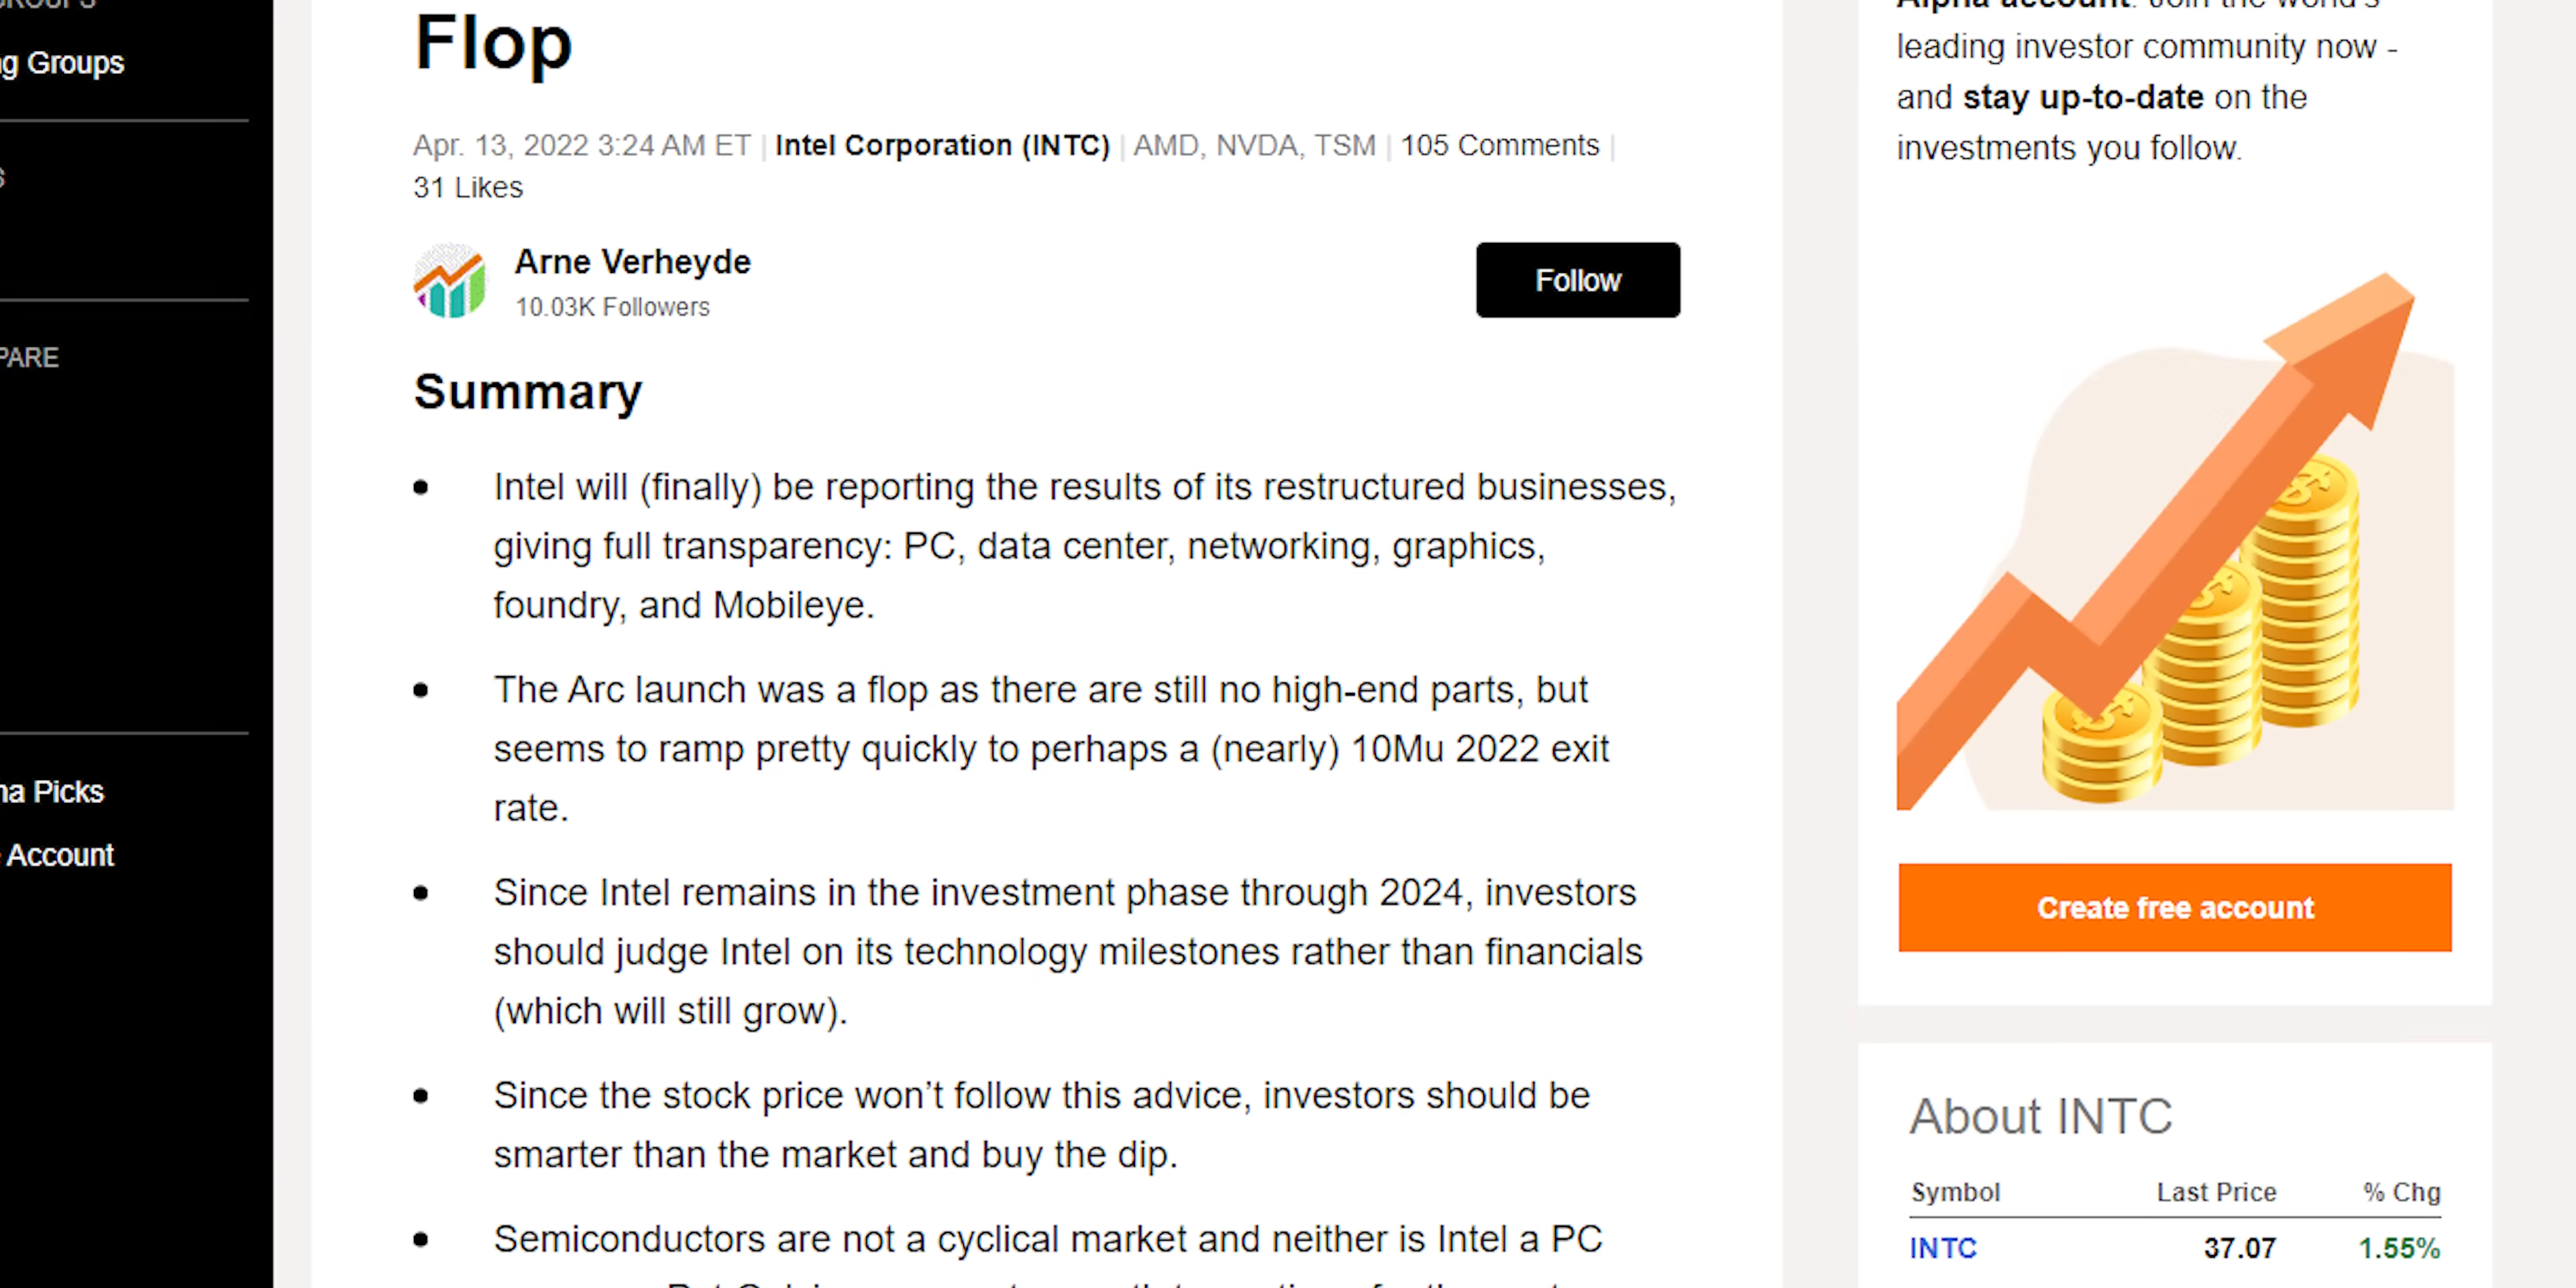 ng Groups
PARE
na Picks
Account
Flop
Apr. 13, 2022 3:24 AM ET | Intel Corporation (INTC) | AMD, NVDA, TSM | 105 Comments |
31 Likes
Arne Verheyde
10.03K Followers
Follow
Summary
• Intel will (finally) be reporting the results of its restructured businesses,
giving full transparency: PC, data center, networking, graphics,
foundry, and Mobileye.
• The Arc launch was a flop as there are still no high-end parts, but
seems to ramp pretty quickly to perhaps a (nearly) 10Mu 2022 exit
rate.
• Since Intel remains in the investment phase through 2024, investors
should judge Intel on its technology milestones rather than financials
(which will still grow).
• Since the stock price won’t follow this advice, investors should be
smarter than the market and buy the dip.
• Semiconductors are not a cyclical market and neither is Intel a PC
Alpha account. Join the world's
leading investor community now -
and stay up-to-date on the
investments you follow.
Create free account
About INTC
Symbol Last Price % Chg
INTC 37.07 1.55%